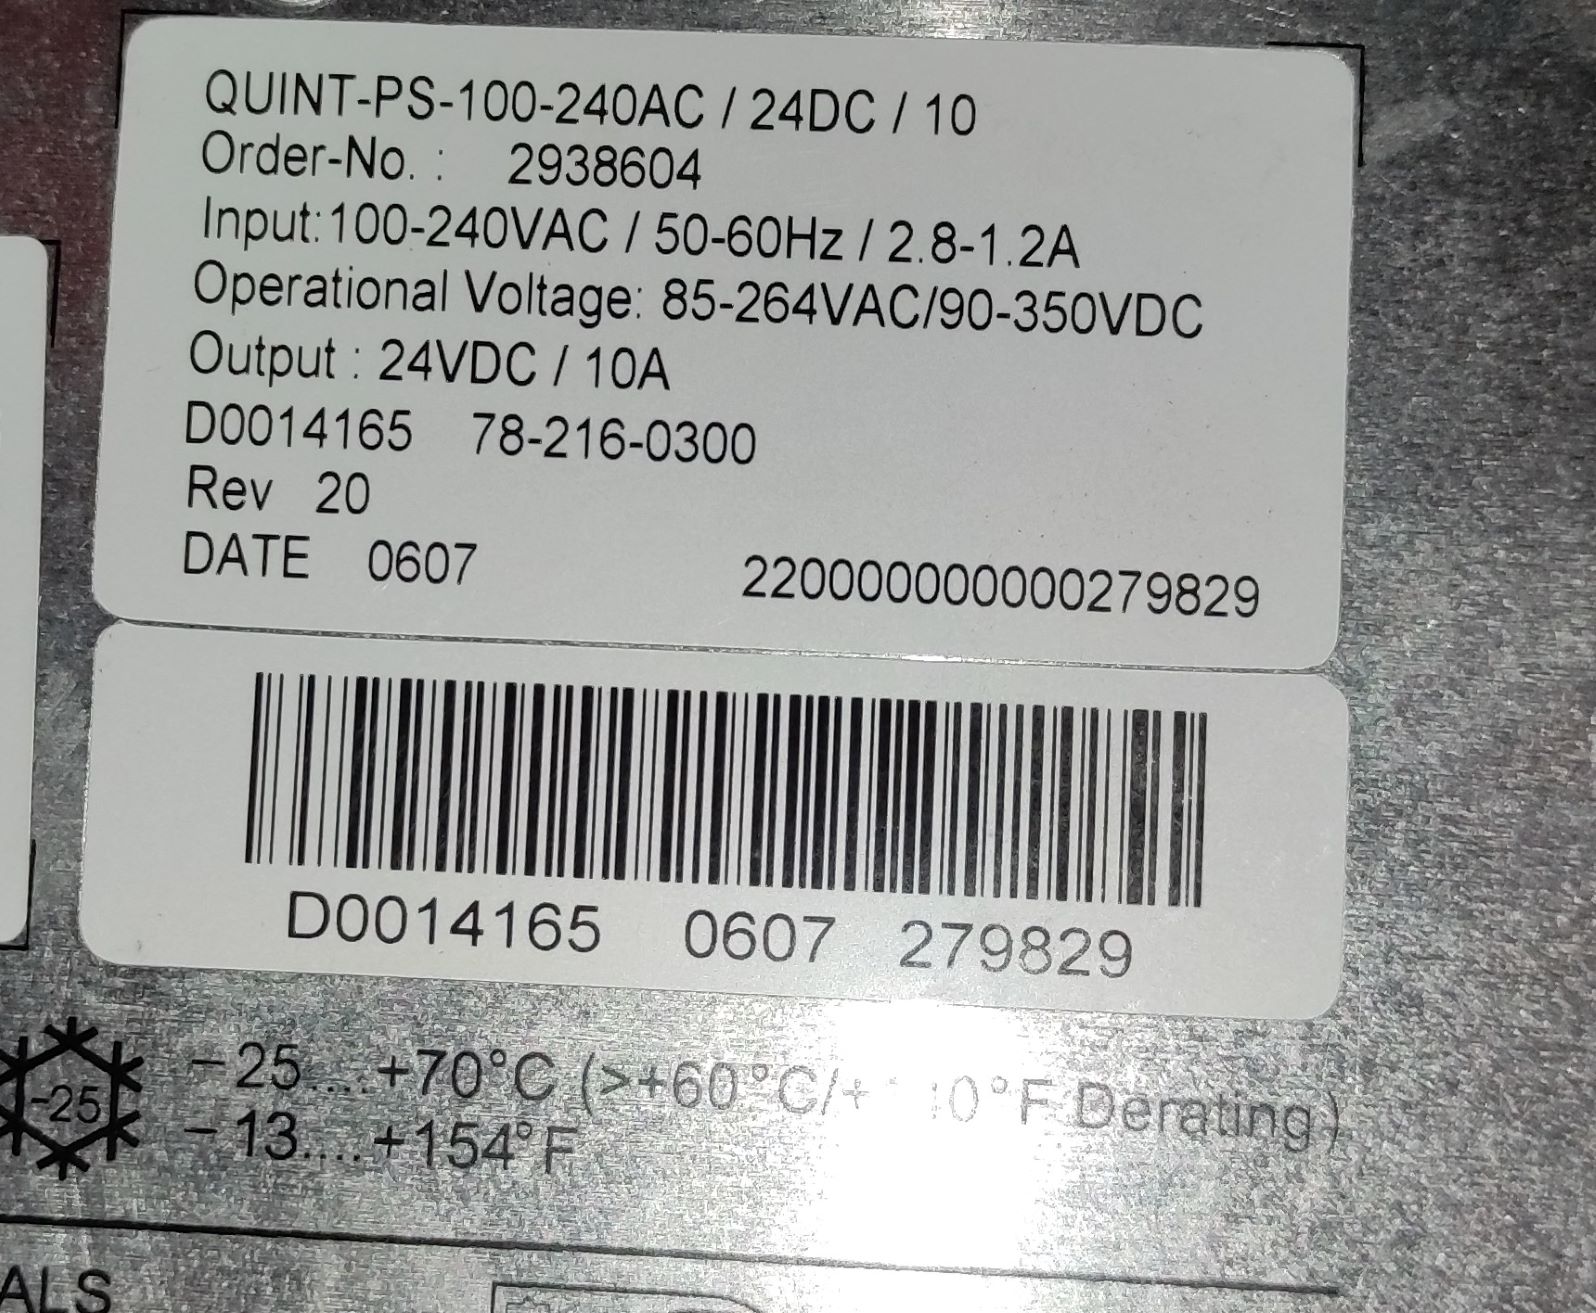 QUINT-PS-100-240AC / 24DC / 10
Order-No. : 2938604
Input: 100-240VAC / 50-60Hz / 2.8-1.2A
Operational Voltage: 85-264VAC/90-350VDC
Output : 24VDC / 10A
D0014165 78-216-0300
Rev 20
DATE 0607 220000000000279829
D0014165 0607 279829
-25
-25....+70°C (>+60°C/+ °F Derating)
-13....+154°F
ALS